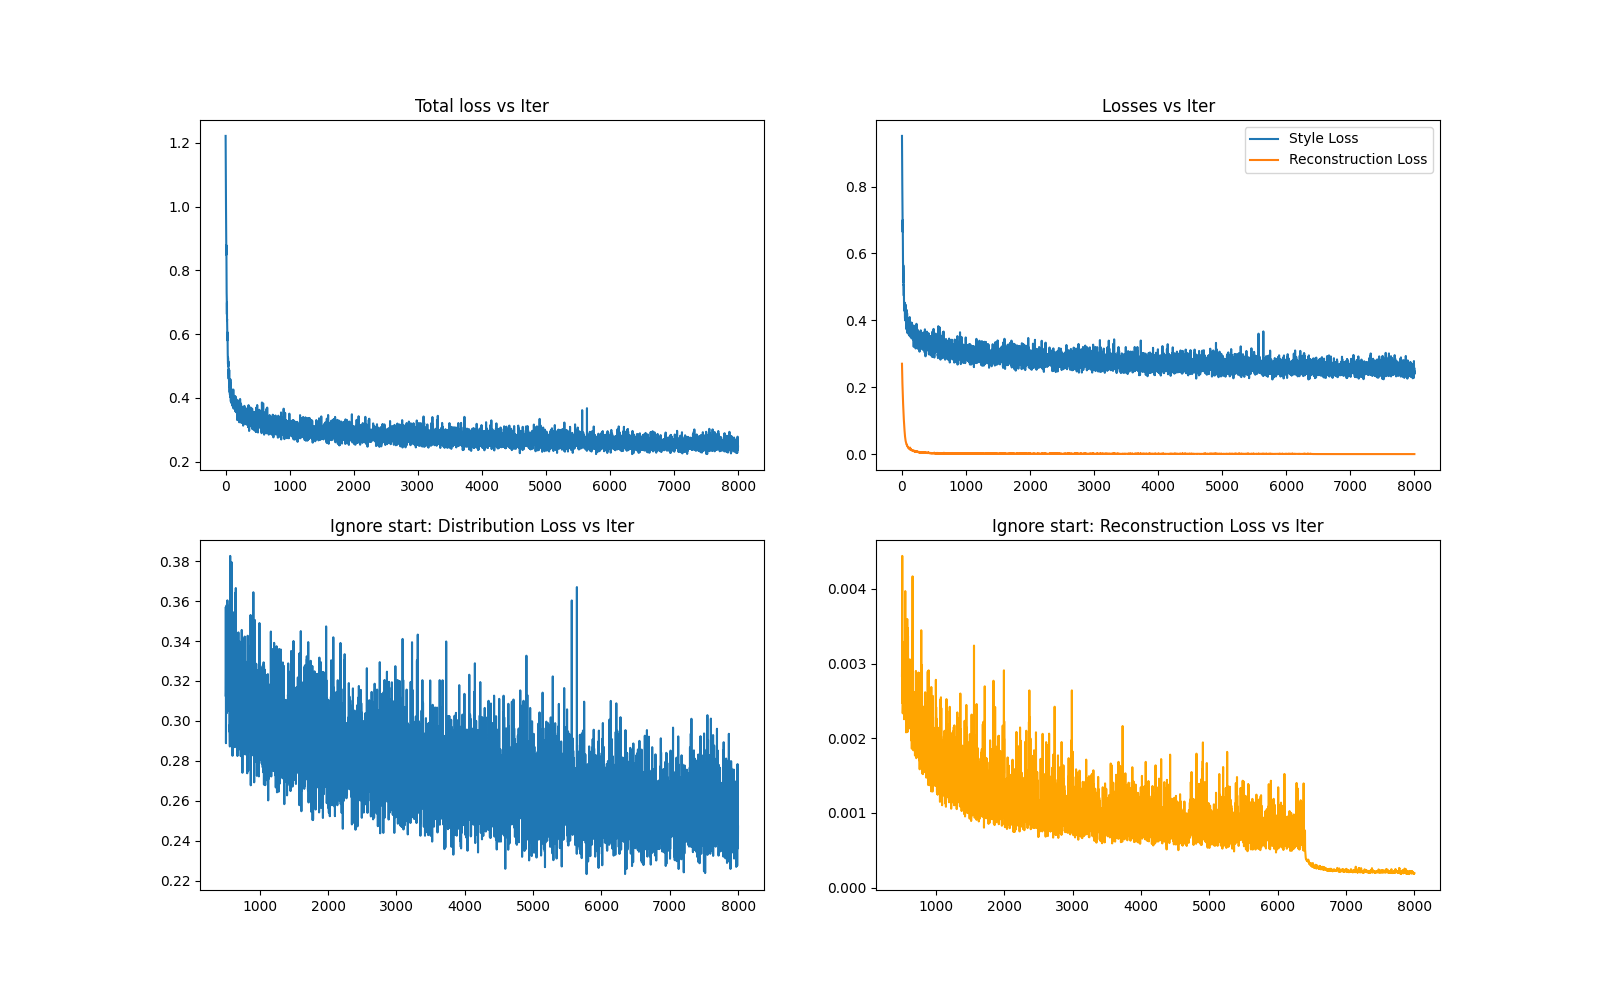 Total loss vs Iter
1.2
1.0
0.8
0.6
0.4
0.2
0 1000 2000 3000 4000 5000 6000 7000 8000
Losses vs Iter
Style Loss
Reconstruction Loss
0.8
0.6
0.4
0.2
0.0
0 1000 2000 3000 4000 5000 6000 7000 8000
Ignore start: Distribution Loss vs Iter
0.38
0.36
0.34
0.32
0.30
0.28
0.26
0.24
0.22
1000 2000 3000 4000 5000 6000 7000 8000
Ignore start: Reconstruction Loss vs Iter
0.004
0.003
0.002
0.001
0.000
1000 2000 3000 4000 5000 6000 7000 8000